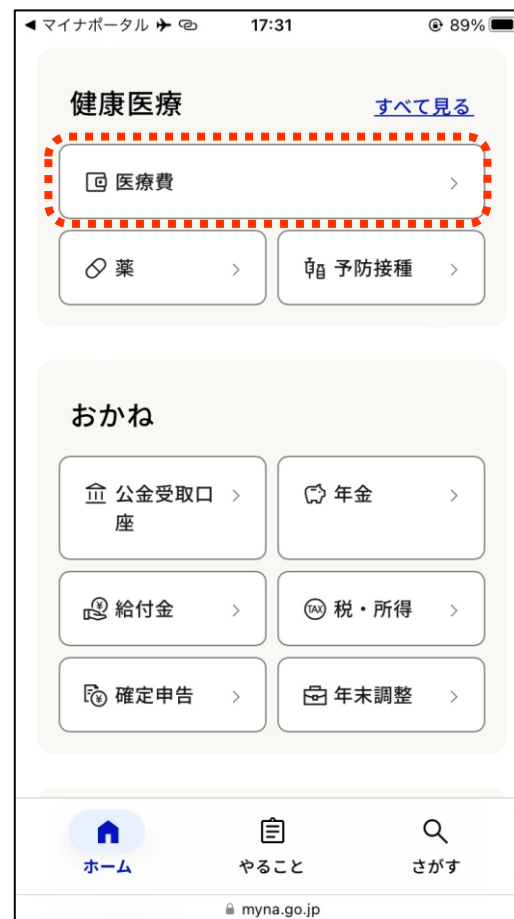 マイナポータル 17:31 89%
健康医療 すべて見る
医療費
薬 予防接種
おかね
公金受取口 年金
座
給付金 TAX 税・所得
確定申告 年末調整
ホーム やること さがす
myna.go.jp